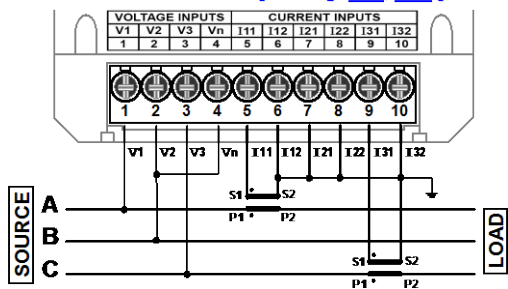 VOLTAGE INPUTS CURRENT INPUTS
V1 V2 V3 Vn I11 I12 I21 I22 I31 I32
1 2 3 4 5 6 7 8 9 10
1 2 3 4 5 6 7 8 9 10
V1 V2 V3 Vn I11 I12 I21 I22 I31 I32
S1 S2
A
P1 P2
B
S1 S2
C
P1 P2
SOURCE
LOAD